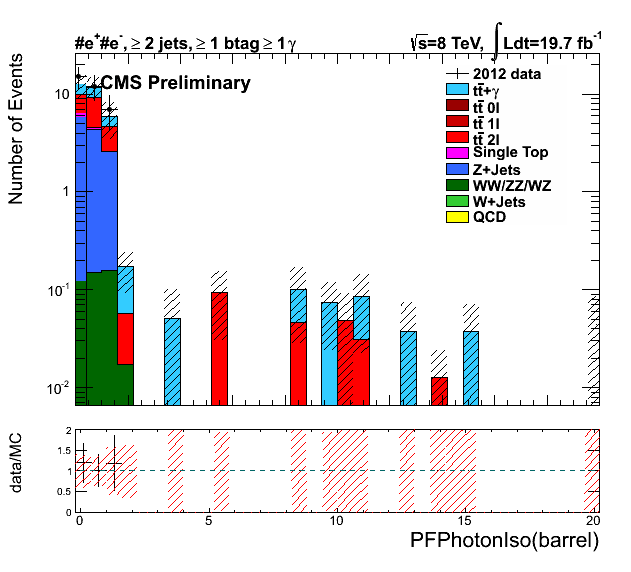 #e⁺#e⁻, ≥ 2 jets, ≥ 1 btag ≥ 1 γ
√s=8 TeV, ∫Ldt=19.7 fb⁻¹
CMS Preliminary
Number of Events
10
1
10⁻¹
10⁻²
2012 data
tt̄+γ
tt̄ 0l
tt̄ 1l
tt̄ 2l
Single Top
Z+Jets
WW/ZZ/WZ
W+Jets
QCD
data/MC
2
1.5
1
0.5
0
0 5 10 15 20
PFPhotonIso(barrel)